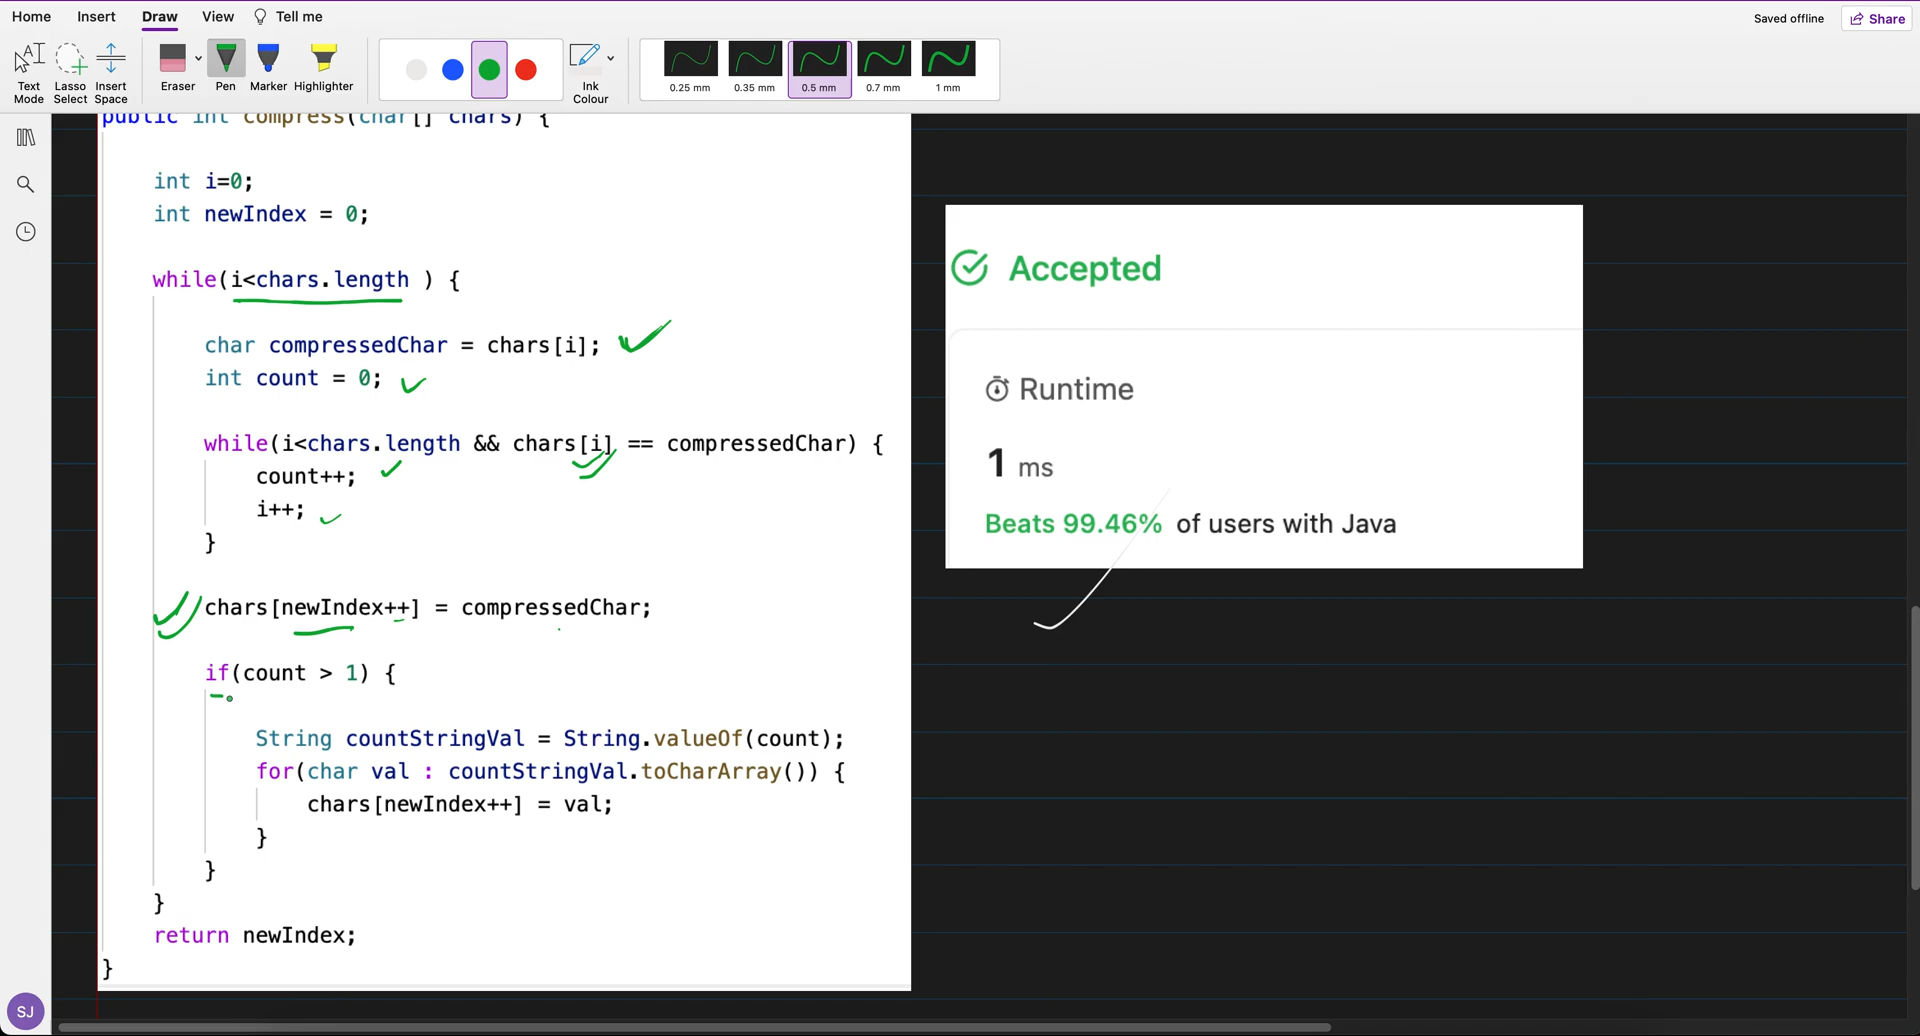 Home Insert Draw View Tell me
Saved offline Share
Text Mode
Lasso Select
Insert Space
Eraser
Pen
Marker
Highlighter
Ink Colour
0.25 mm
0.35 mm
0.5 mm
0.7 mm
1 mm
public int compress(char[] chars) {
int i=0;
int newIndex = 0;
while(i<chars.length ) {
char compressedChar = chars[i];
int count = 0;
while(i<chars.length && chars[i] == compressedChar) {
count++;
i++;
}
chars[newIndex++] = compressedChar;
if(count > 1) {
String countStringVal = String.valueOf(count);
for(char val : countStringVal.toCharArray()) {
chars[newIndex++] = val;
}
}
}
return newIndex;
}
Accepted
Runtime
1 ms
Beats 99.46% of users with Java
SJ